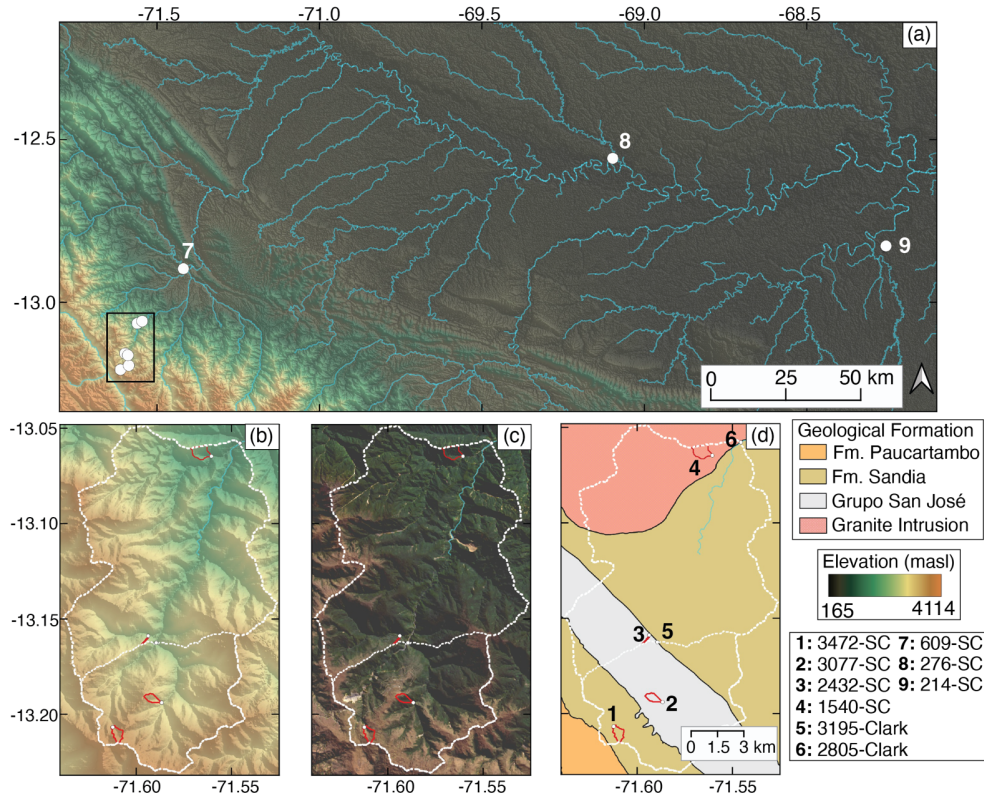 -71.5 -71.0 -69.5 -69.0 -68.5
(a)
-12.5
8
7
9
-13.0
0 25 50 km
-13.05
(b)
(c)
(d)
6
4
Geological Formation
Fm. Paucartambo
Fm. Sandia
Grupo San José
Granite Intrusion
-13.10
-13.15
3
5
Elevation (masl)
165 4114
-13.20
2
1
0 1.5 3 km
1: 3472-SC 7: 609-SC
2: 3077-SC 8: 276-SC
3: 2432-SC 9: 214-SC
4: 1540-SC
5: 3195-Clark
6: 2805-Clark
-71.60 -71.55 -71.60 -71.55 -71.60 -71.55